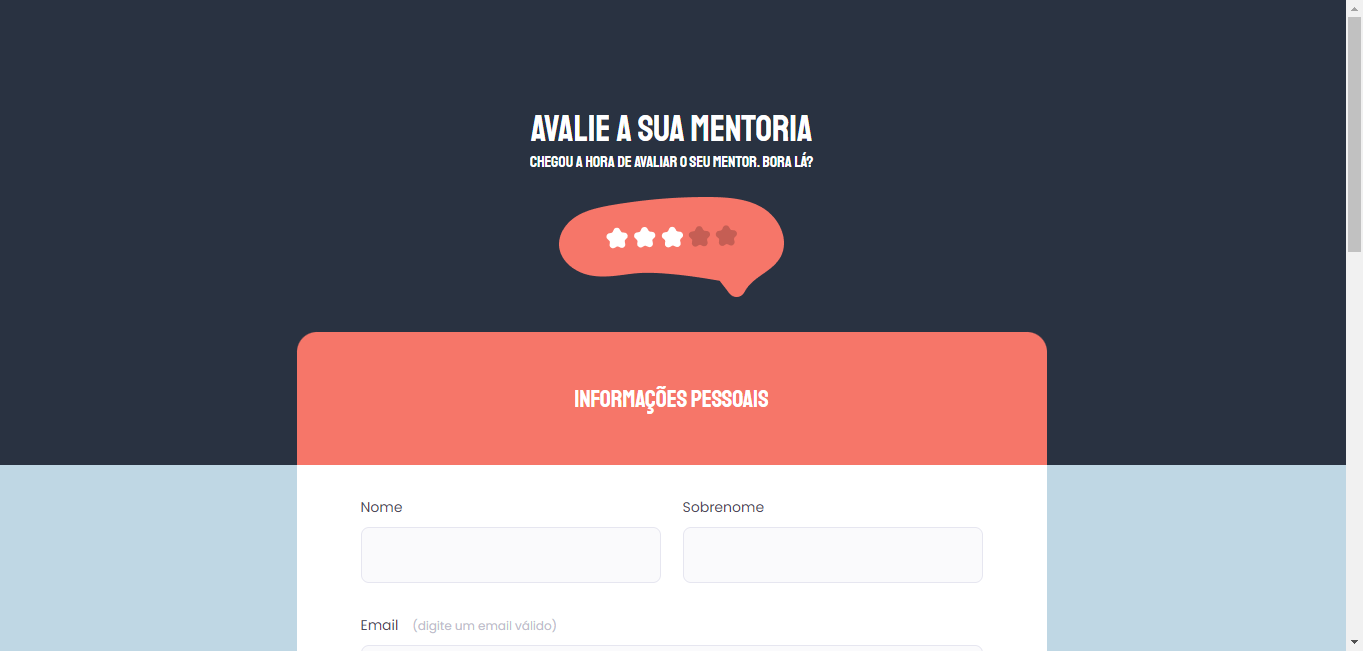 AVALIE A SUA MENTORIA
CHEGOU A HORA DE AVALIAR O SEU MENTOR. BORA LÁ?
INFORMAÇÕES PESSOAIS
Nome
Sobrenome
Email (digite um email válido)